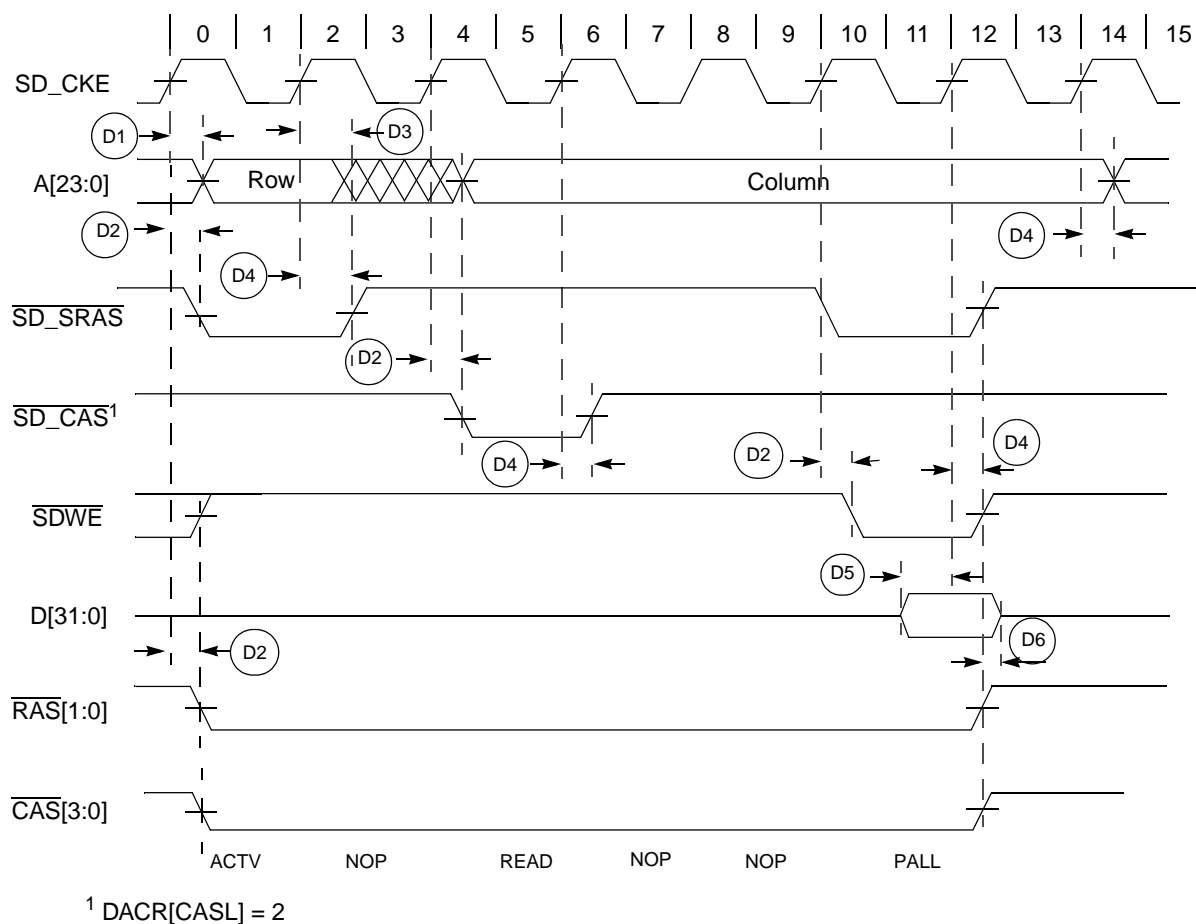 0 1 2 3 4 5 6 7 8 9 10 11 12 13 14 15
SD_CKE
D1
D3
A[23:0]
Row
Column
D2
D4
D4
SD_SRAS
D2
SD_CAS1
D4
D2
D4
SDWE
D5
D[31:0]
D2
D6
RAS[1:0]
CAS[3:0]
ACTV NOP READ NOP NOP PALL
1 DACR[CASL] = 2